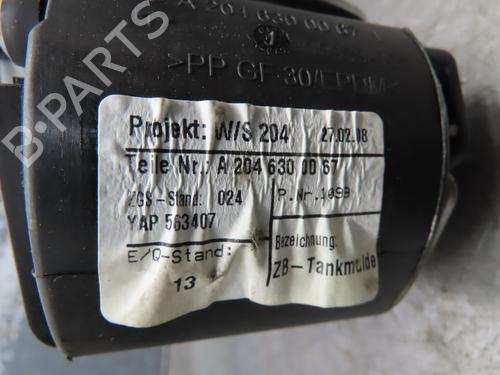 A 204 630 00 67
>PP GF 30/EPDM<
Projekt: W/S 204 27.02.08
Teile Nr.: A 204 630 00 67
ZGS-Stand: 024 P.Nr.:1099
YAP 563407
E/Q-Stand: Bezeichnung:
13 ZB-Tankmulde
B-PARTS